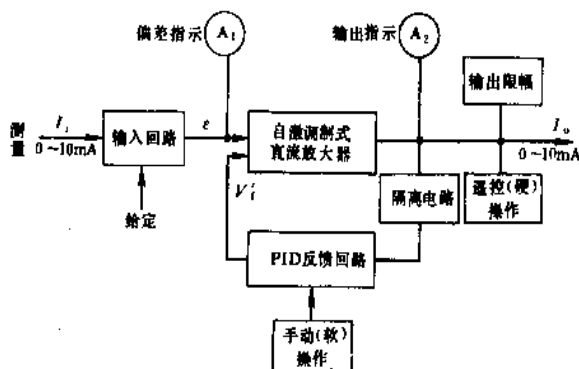 偏差指示
A₁
输出指示
A₂
输出限幅
测量
Iᵢ
0~10mA
输入回路
ε
自激调制式
直流放大器
Iₒ
0~10mA
给定
V_f'
隔离电路
遥控(硬)
操作
PID反馈回路
手动(软)
操作